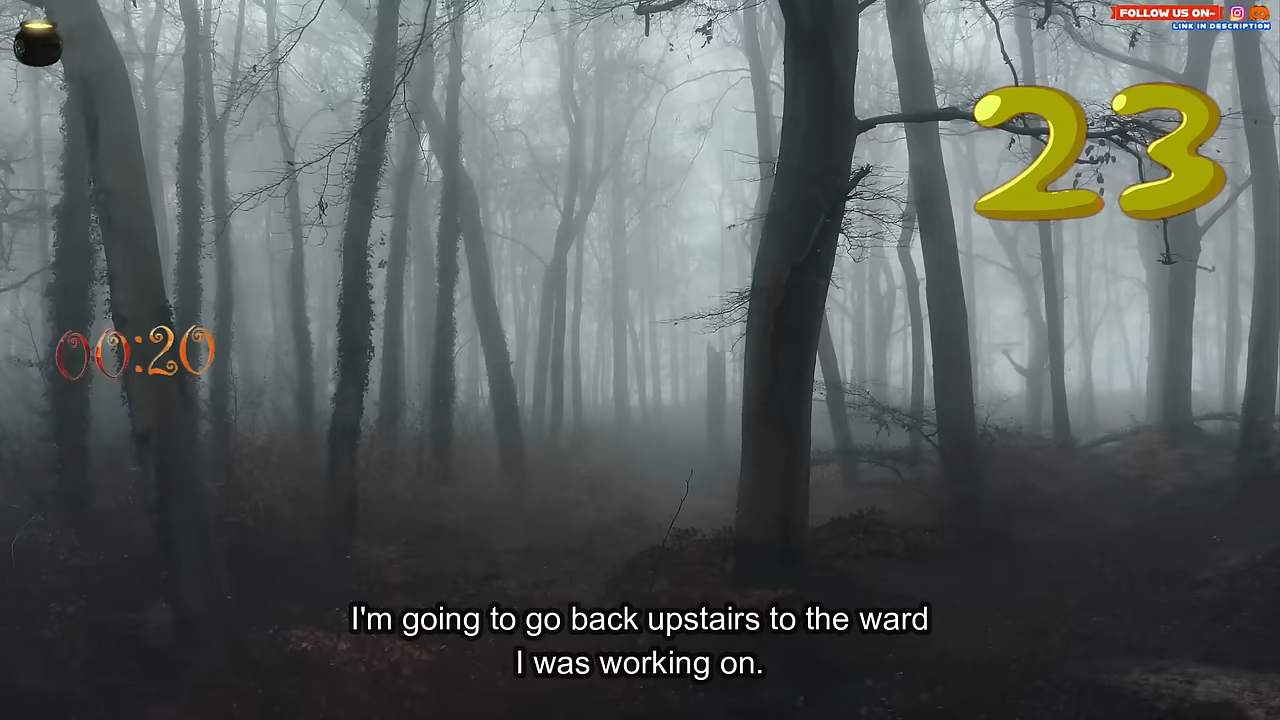 FOLLOW US ON-
LINK IN DESCRIPTION
23
00:20
I'm going to go back upstairs to the ward
I was working on.